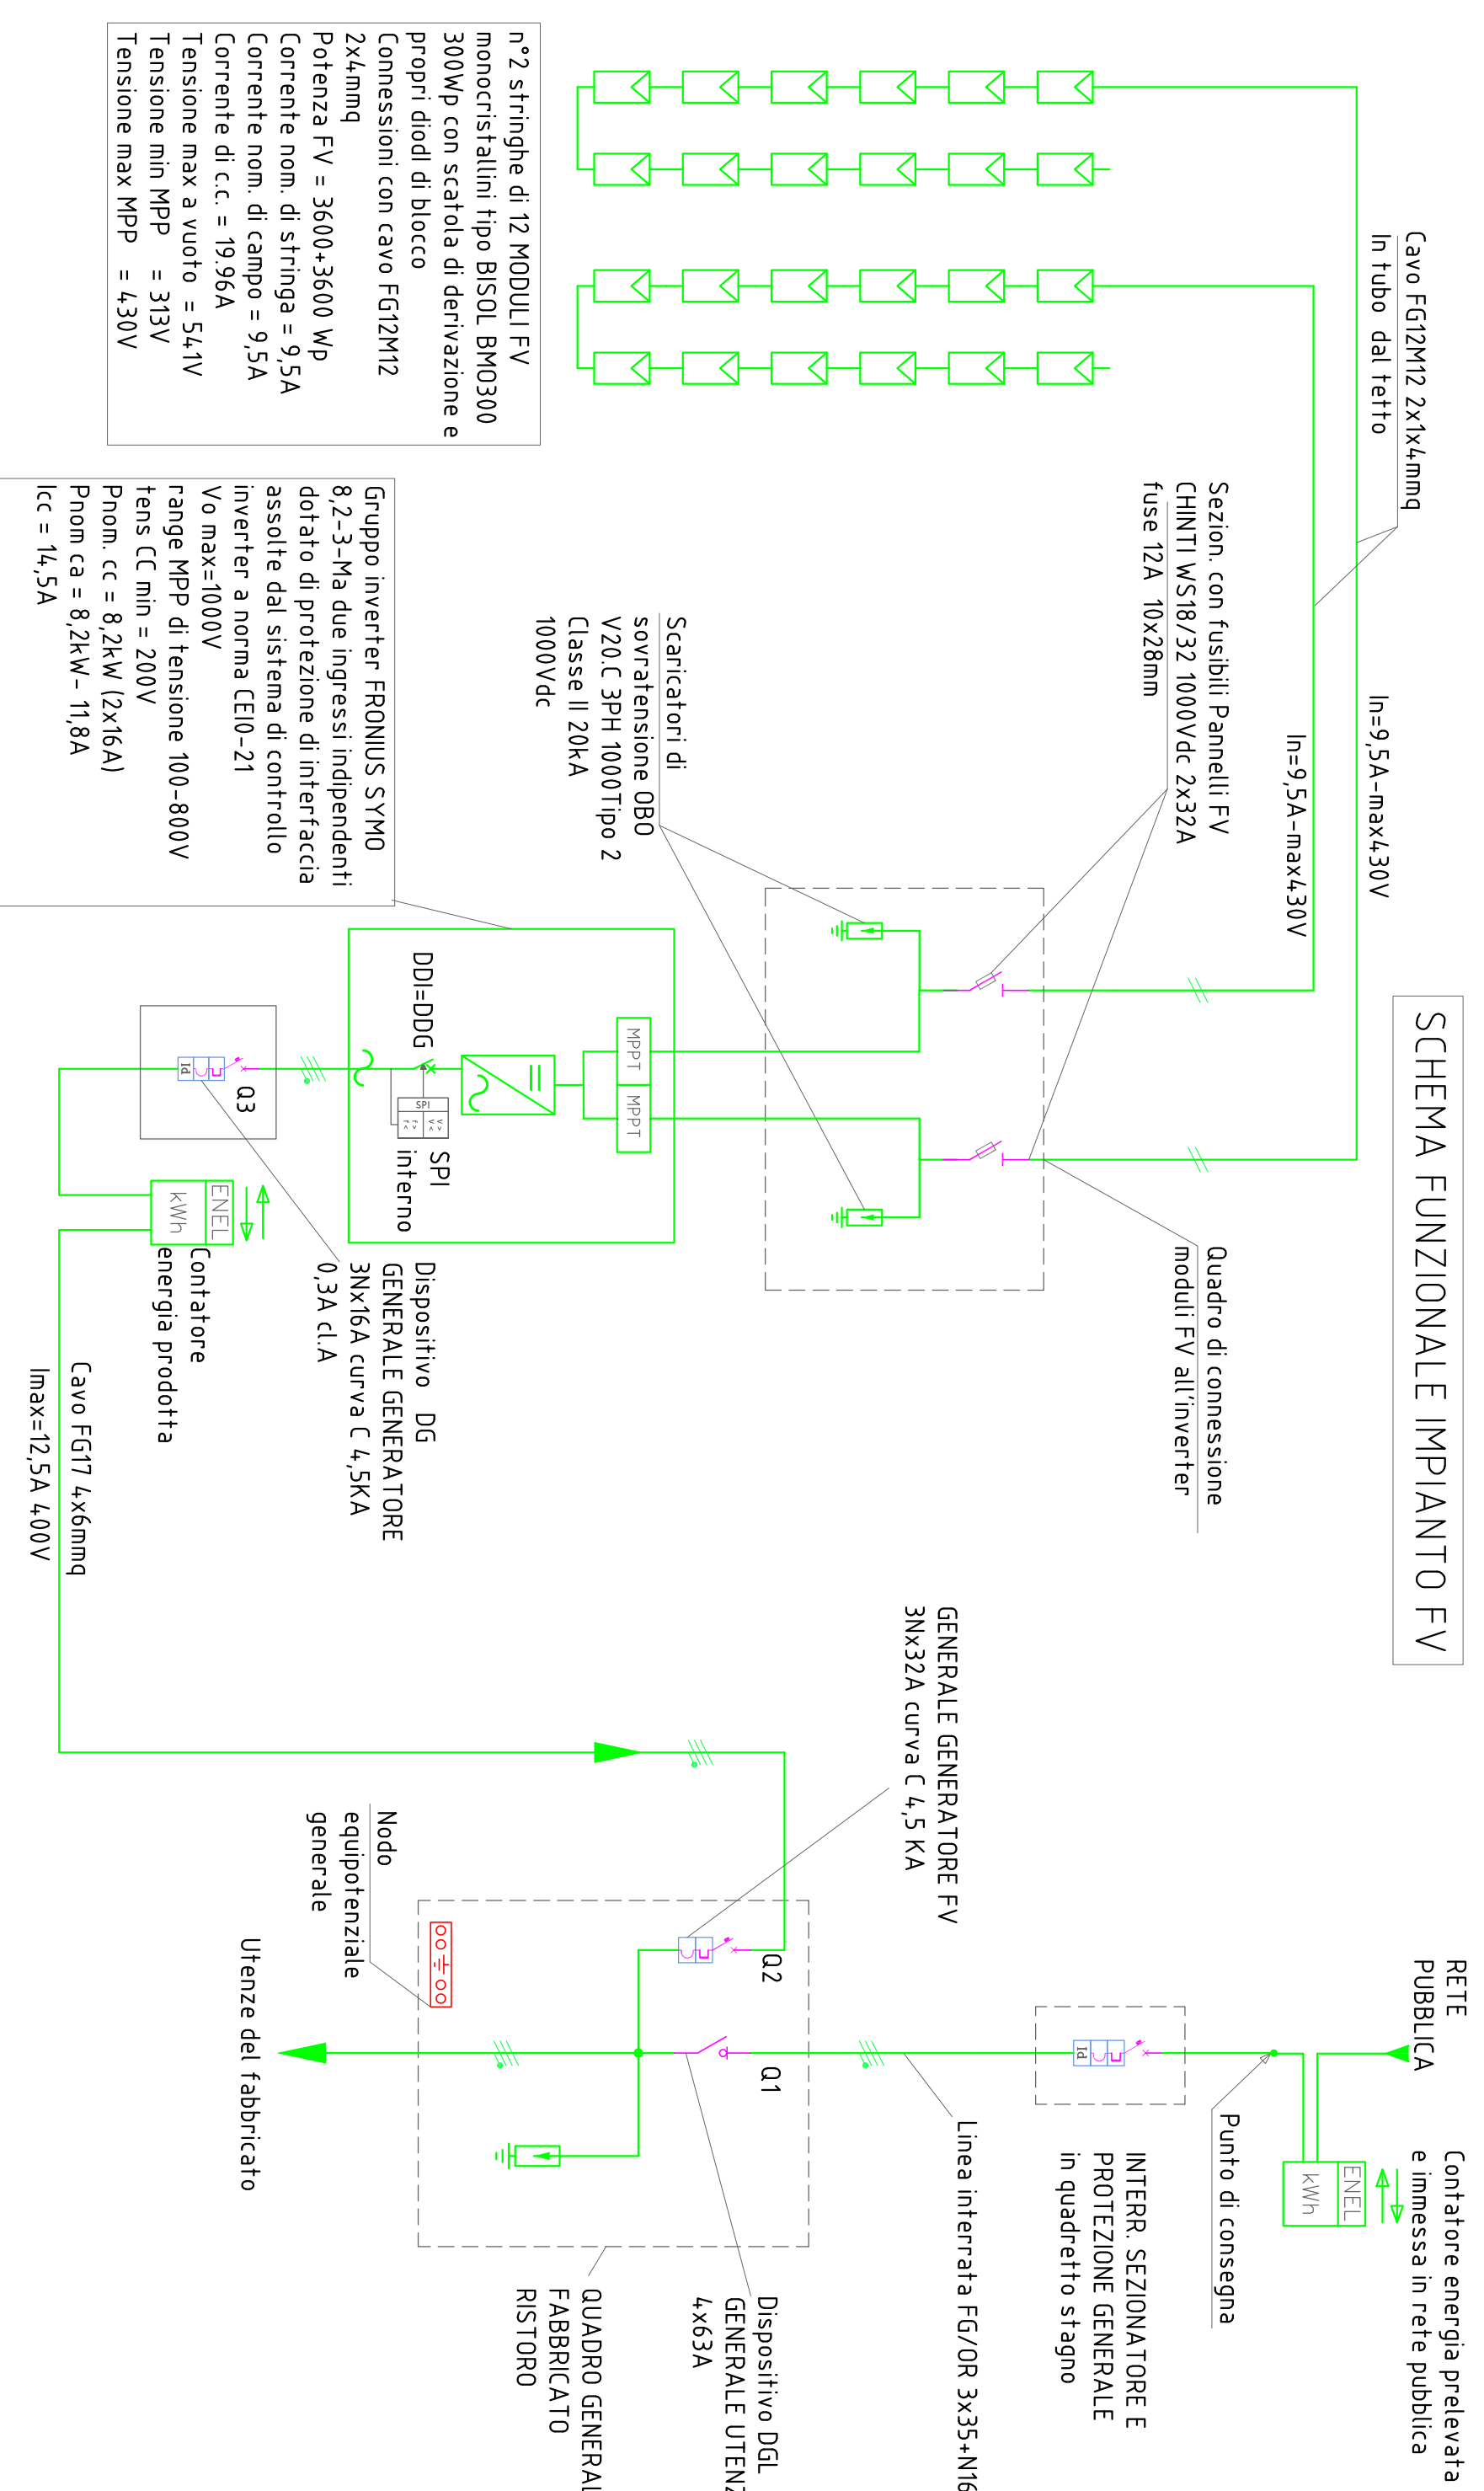 SCHEMA FUNZIONALE IMPIANTO FV
Cavo FG12M12 2x1x4mmq
In tubo dal tetto
In=9,5A-max430V
In=9,5A-max430V
n°2 stringhe di 12 MODULI FV
monocristallini tipo BISOL BMO300
300Wp con scatola di derivazione e
propri diodI di blocco
Connessioni con cavo FG12M12
2x4mmq
Potenza FV = 3600+3600 Wp
Corrente nom. di stringa = 9,5A
Corrente nom. di campo = 9,5A
Corrente di c.c. = 19.96A
Tensione max a vuoto = 541V
Tensione min MPP = 313V
Tensione max MPP = 430V
Sezion. con fusibili Pannelli FV
CHINTI WS18/32 1000Vdc 2x32A
fuse 12A 10x28mm
Scaricatori di
sovratensione OBO
V20.C 3PH 1000Tipo 2
Classe II 20kA
1000Vdc
Gruppo inverter FRONIUS SYMO
8,2-3-Ma due ingressi indipendenti
dotato di protezione di interfaccia
assolte dal sistema di controllo
inverter a norma CEI0-21
Vo max=1000V
range MPP di tensione 100-800V
tens CC min = 200V
Pnom. cc = 8,2kW (2x16A)
Pnom ca = 8,2kW- 11,8A
Icc = 14,5A
Quadro di connessione
moduli FV all'inverter
MPPT
MPPT
DDI=DDG
SPI
V>
V<
f>
f<
SPI
interno
Q3
Id
Dispositivo DG
GENERALE GENERATORE
3Nx16A curva C 4,5KA
0,3A cl.A
ENEL
kWh
Contatore
energia prodotta
Cavo FG17 4x6mmq
Imax=12,5A 400V
GENERALE GENERATORE FV
3Nx32A curva C 4,5 KA
Nodo
equipotenziale
generale
Q2
Q1
Utenze del fabbricato
RETE
PUBBLICA
Contatore energia prelevata
e immessa in rete pubblica
ENEL
kWh
Punto di consegna
Id
INTERR. SEZIONATORE E
PROTEZIONE GENERALE
in quadretto stagno
Linea interrata FG/OR 3x35+N16
Dispositivo DGL
GENERALE UTENZ
4x63A
QUADRO GENERAL
FABBRICATO
RISTORO